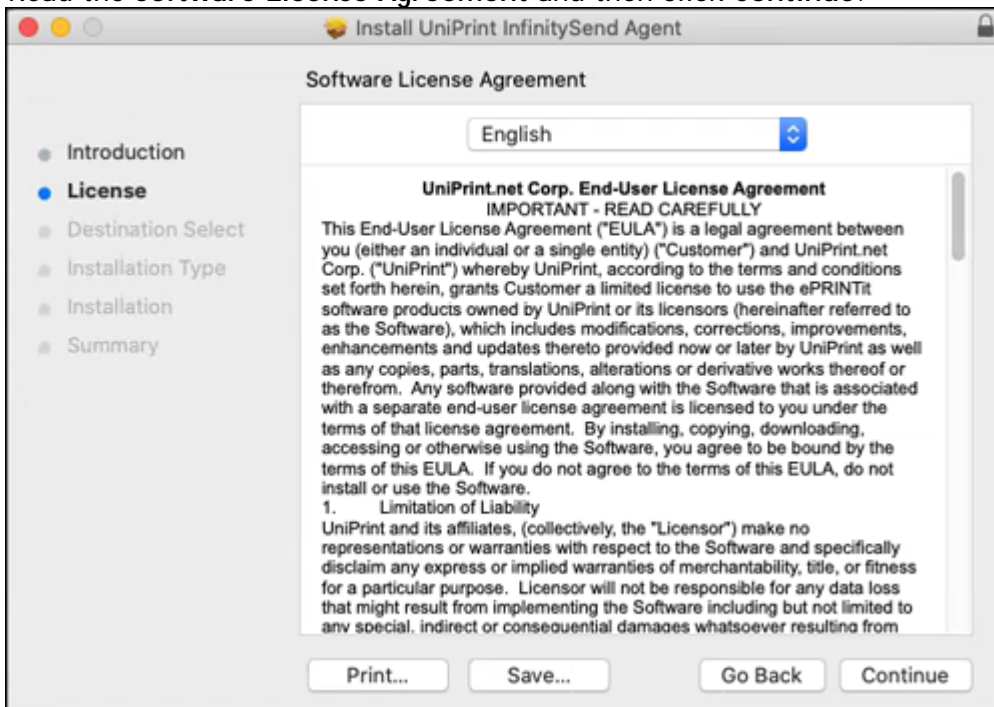 Read the Software License Agreement and then click Continue.
Install UniPrint InfinitySend Agent
Software License Agreement
English
Introduction
License
Destination Select
Installation Type
Installation
Summary
UniPrint.net Corp. End-User License Agreement
IMPORTANT - READ CAREFULLY
This End-User License Agreement ("EULA") is a legal agreement between
you (either an individual or a single entity) ("Customer") and UniPrint.net
Corp. ("UniPrint") whereby UniPrint, according to the terms and conditions
set forth herein, grants Customer a limited license to use the ePRINTit
software products owned by UniPrint or its licensors (hereinafter referred to
as the Software), which includes modifications, corrections, improvements,
enhancements and updates thereto provided now or later by UniPrint as well
as any copies, parts, translations, alterations or derivative works thereof or
therefrom.  Any software provided along with the Software that is associated
with a separate end-user license agreement is licensed to you under the
terms of that license agreement.  By installing, copying, downloading,
accessing or otherwise using the Software, you agree to be bound by the
terms of this EULA.  If you do not agree to the terms of this EULA, do not
install or use the Software.
1. Limitation of Liability
UniPrint and its affiliates, (collectively, the "Licensor") make no
representations or warranties with respect to the Software and specifically
disclaim any express or implied warranties of merchantability, title, or fitness
for a particular purpose.  Licensor will not be responsible for any data loss
that might result from implementing the Software including but not limited to
any special, indirect or consequential damages whatsoever resulting from
Print...
Save...
Go Back
Continue